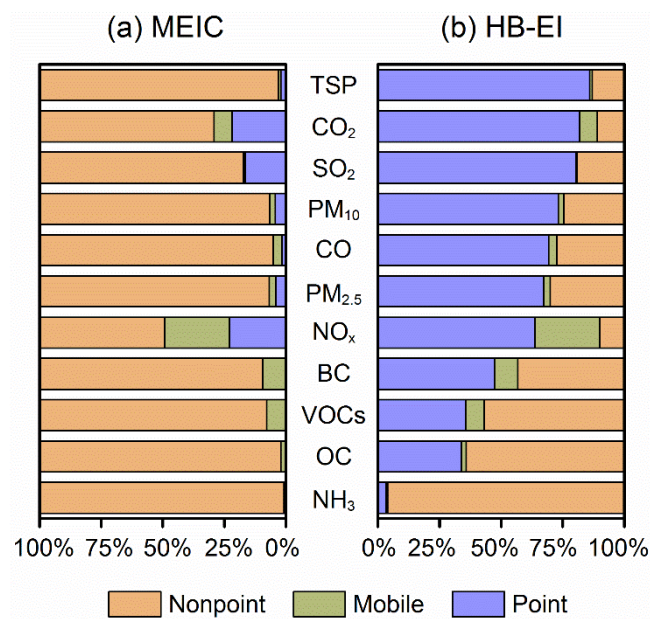 (a) MEIC (b) HB-EI
TSP
CO₂
SO₂
PM₁₀
CO
PM₂.₅
NOₓ
BC
VOCs
OC
NH₃
100% 75% 50% 25% 0% 0% 25% 50% 75% 100%
Nonpoint Mobile Point